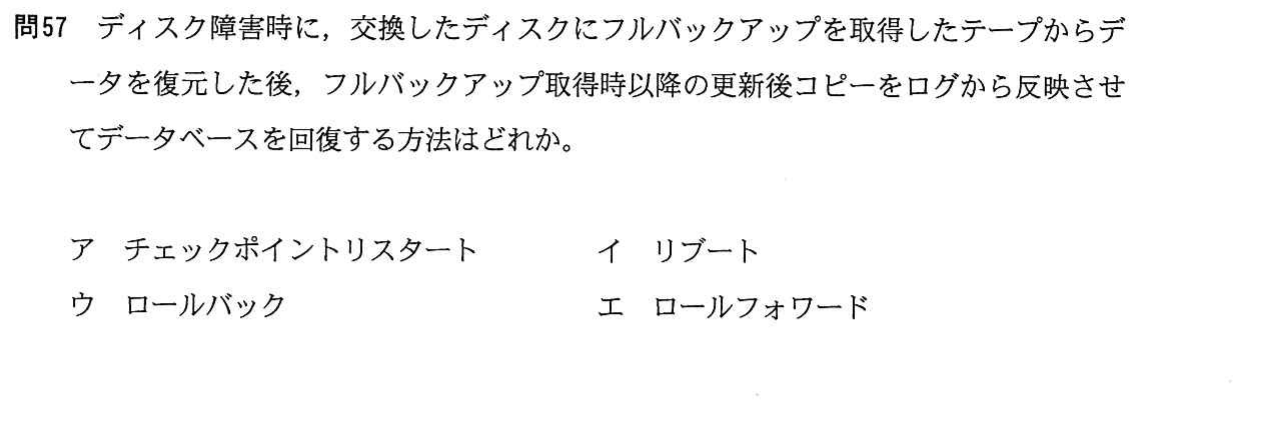 問57 ディスク障害時に，交換したディスクにフルバックアップを取得したテープからデ
ータを復元した後，フルバックアップ取得時以降の更新後コピーをログから反映させ
てデータベースを回復する方法はどれか。
ア チェックポイントリスタート イ リブート
ウ ロールバック エ ロールフォワード